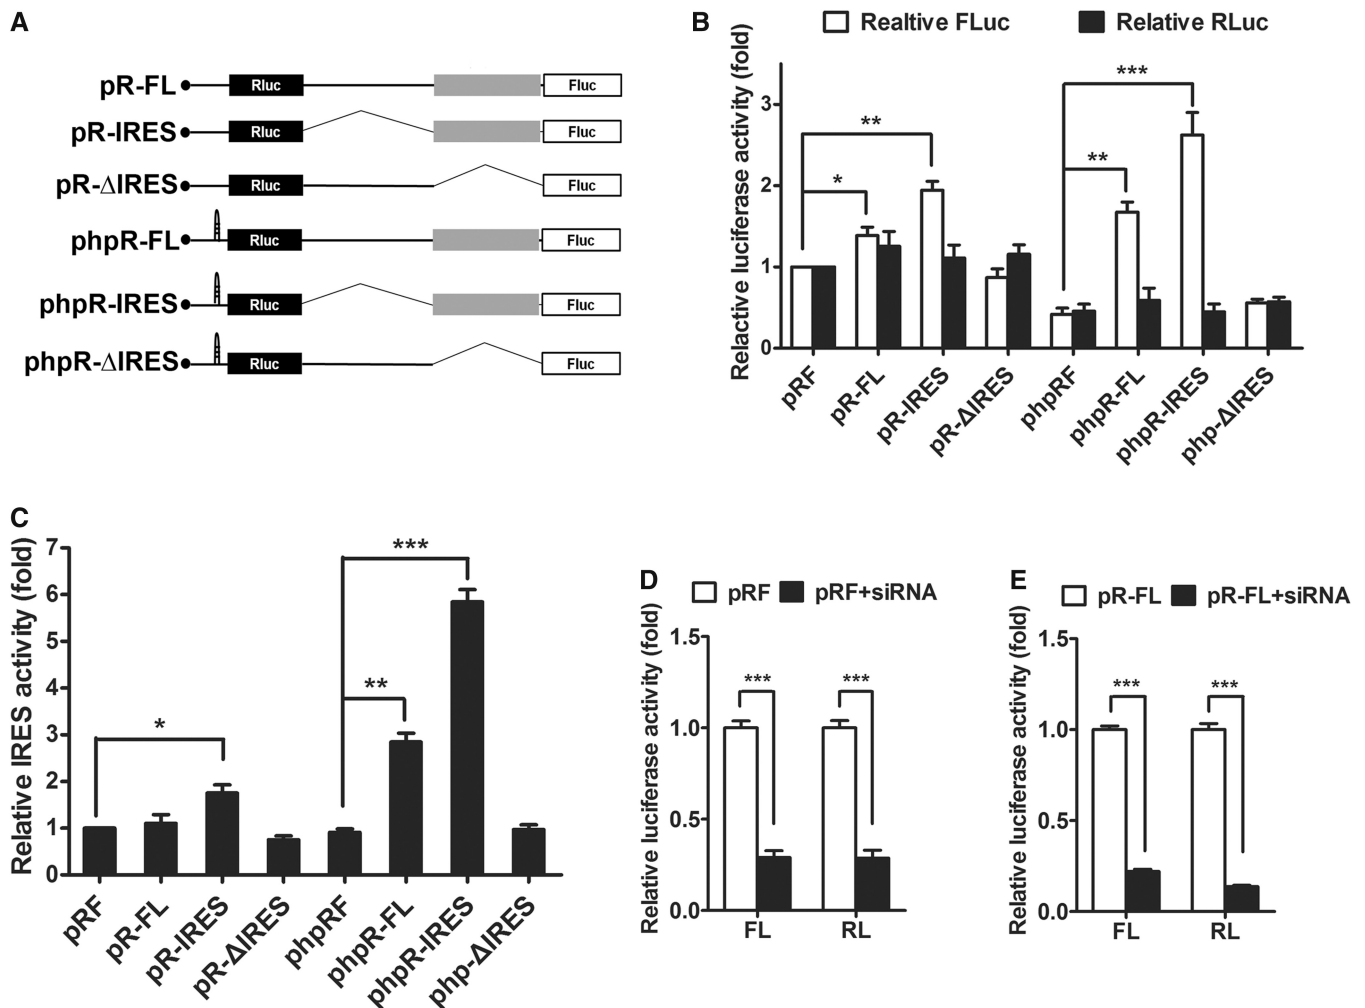 A
pR-FL
Rluc
Fluc
pR-IRES
Rluc
Fluc
pR-ΔIRES
Rluc
Fluc
phpR-FL
Rluc
Fluc
phpR-IRES
Rluc
Fluc
phpR-ΔIRES
Rluc
Fluc
B
Realtive FLuc
Relative RLuc
Relactive luciferase activity (fold)
3
2
1
0
*
**
**
***
pRF
pR-FL
pR-IRES
pR-ΔIRES
phpRF
phpR-FL
phpR-IRES
php-ΔIRES
C
Relative IRES activity (fold)
7
6
5
4
3
2
1
0
*
**
***
pRF
pR-FL
pR-IRES
pR-ΔIRES
phpRF
phpR-FL
phpR-IRES
php-ΔIRES
D
pRF
pRF+siRNA
Relative luciferase activity (fold)
1.5
1.0
0.5
0.0
***
***
FL
RL
E
pR-FL
pR-FL+siRNA
Relative luciferase activity (fold)
1.5
1.0
0.5
0.0
***
***
FL
RL